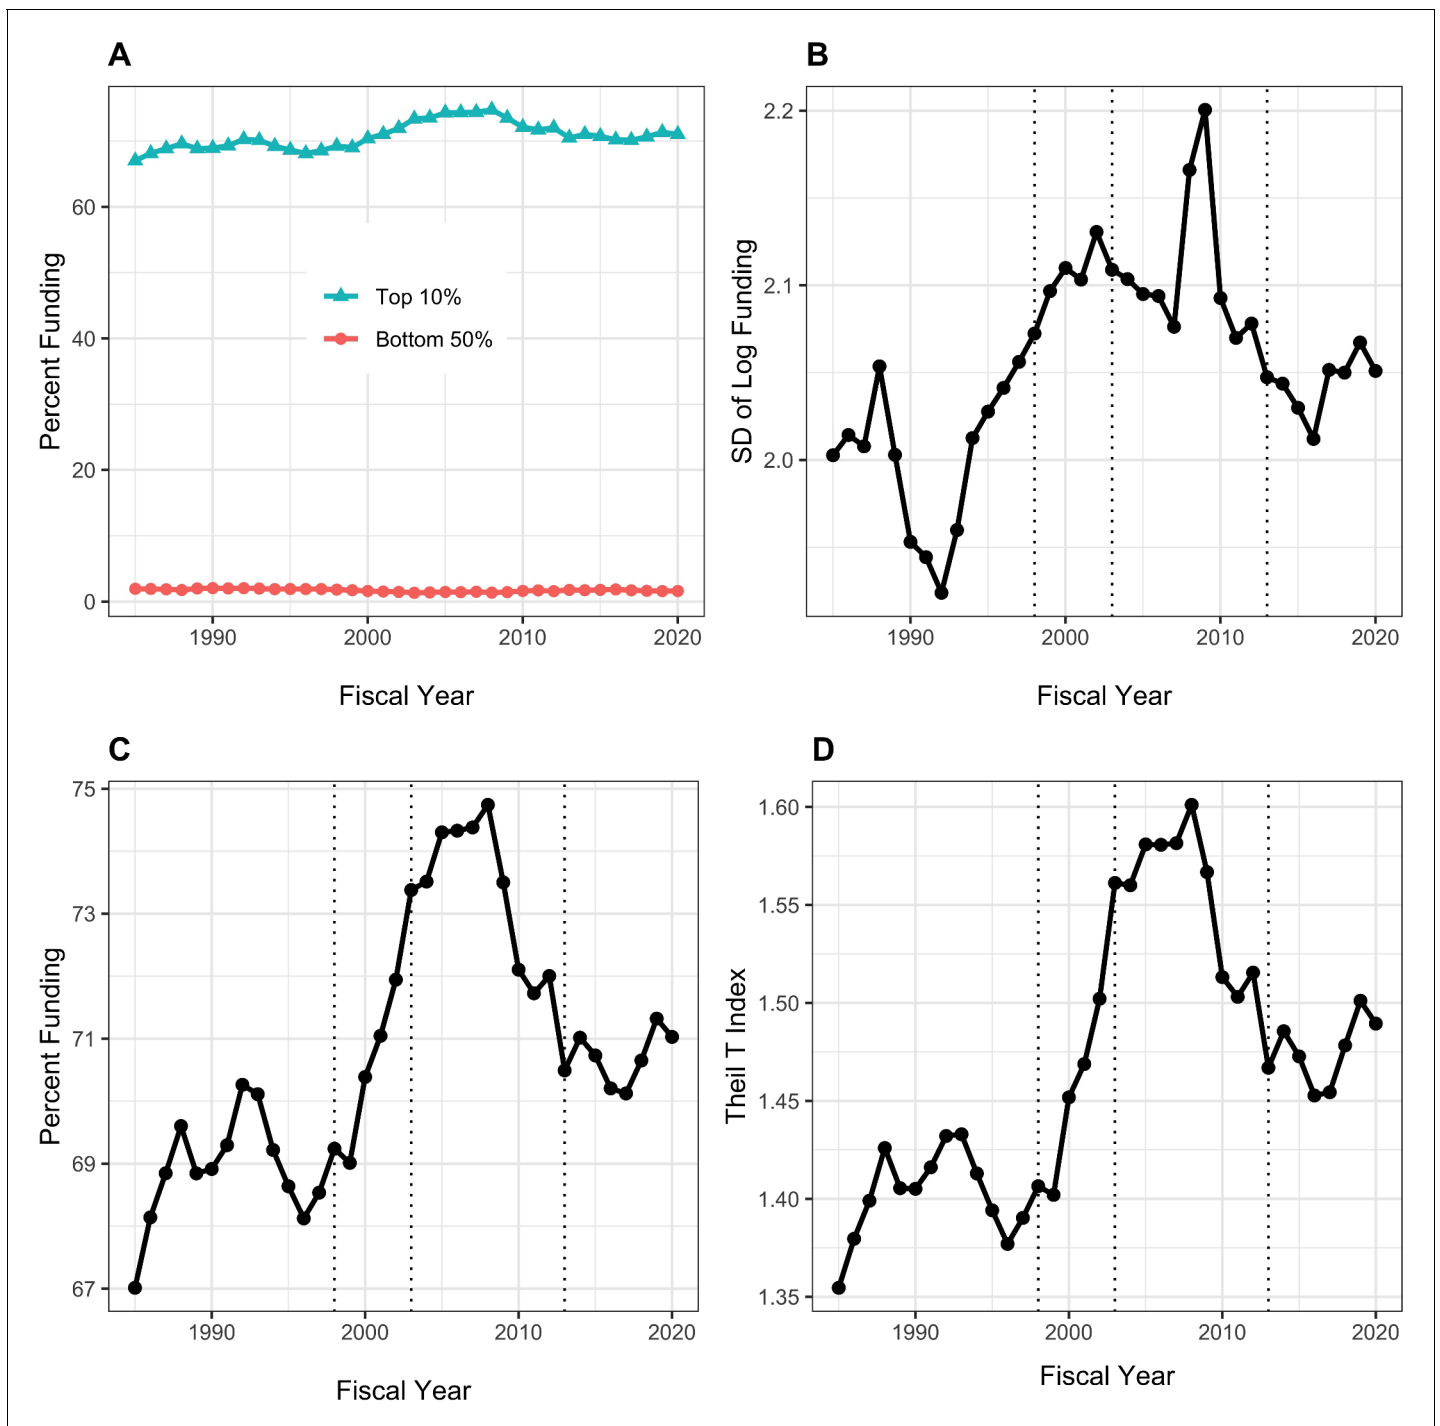 A
Percent Funding
60
40
20
0
Top 10%
Bottom 50%
1990 2000 2010 2020
Fiscal Year
B
SD of Log Funding
2.2
2.1
2.0
1990 2000 2010 2020
Fiscal Year
C
Percent Funding
75
73
71
69
67
1990 2000 2010 2020
Fiscal Year
D
Theil T Index
1.60
1.55
1.50
1.45
1.40
1.35
1990 2000 2010 2020
Fiscal Year